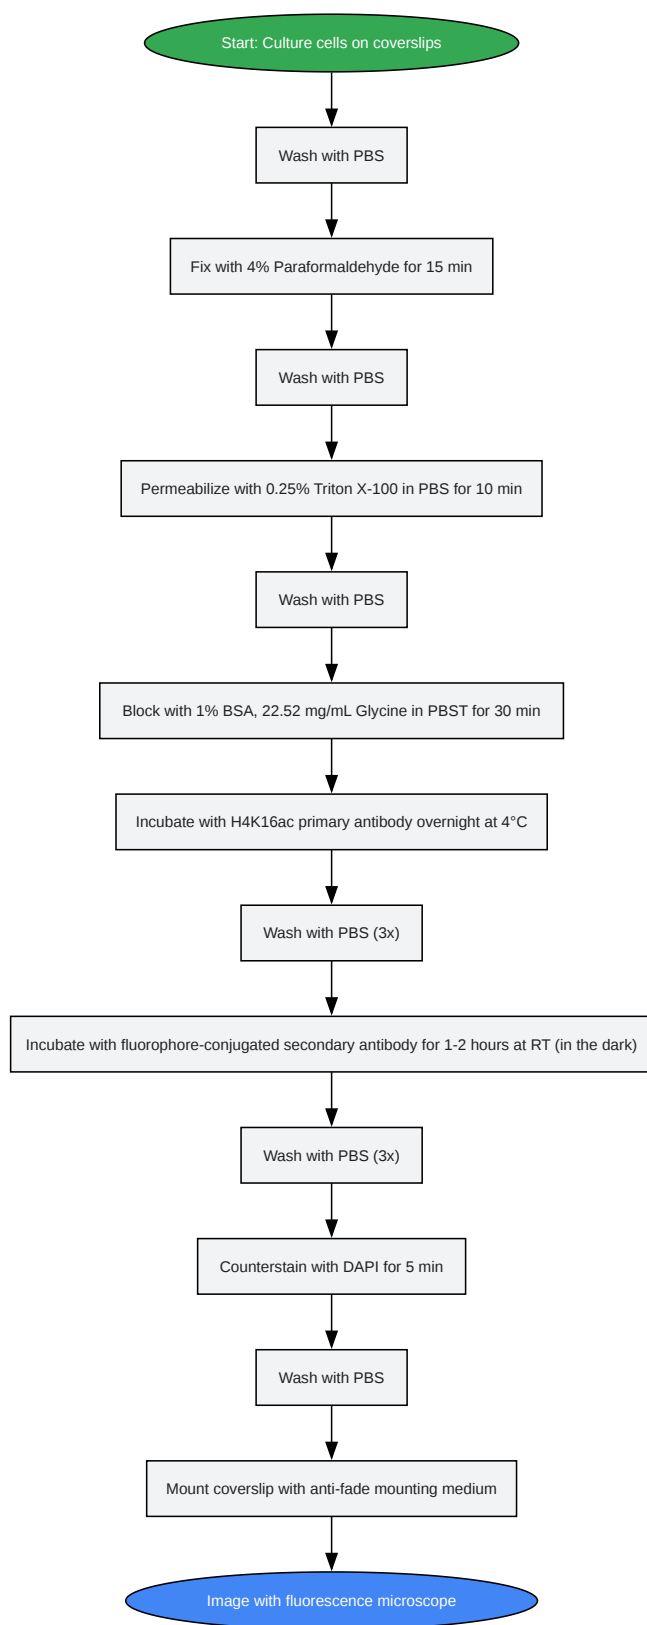 Start: Culture cells on coverslips
Wash with PBS
Fix with 4% Paraformaldehyde for 15 min
Wash with PBS
Permeabilize with 0.25% Triton X-100 in PBS for 10 min
Wash with PBS
Block with 1% BSA, 22.52 mg/mL Glycine in PBST for 30 min
Incubate with H4K16ac primary antibody overnight at 4°C
Wash with PBS (3x)
Incubate with fluorophore-conjugated secondary antibody for 1-2 hours at RT (in the dark)
Wash with PBS (3x)
Counterstain with DAPI for 5 min
Wash with PBS
Mount coverslip with anti-fade mounting medium
Image with fluorescence microscope